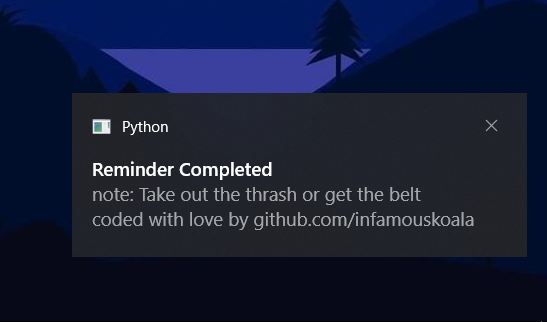 Python
Reminder Completed
note: Take out the thrash or get the belt
coded with love by github.com/infamouskoala